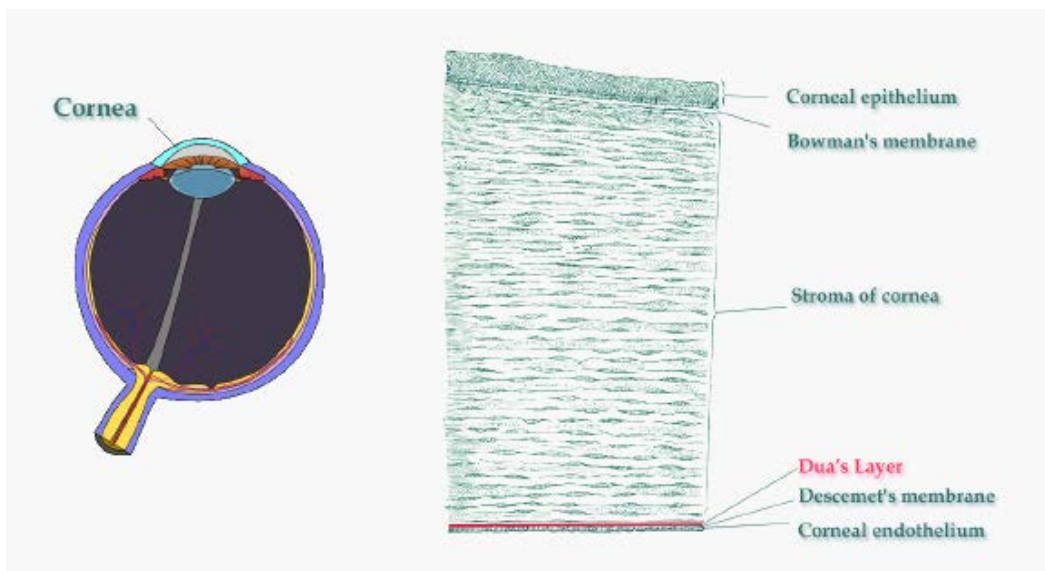 Cornea
Corneal epithelium
Bowman's membrane
Stroma of cornea
Dua's Layer
Descemet's membrane
Corneal endothelium